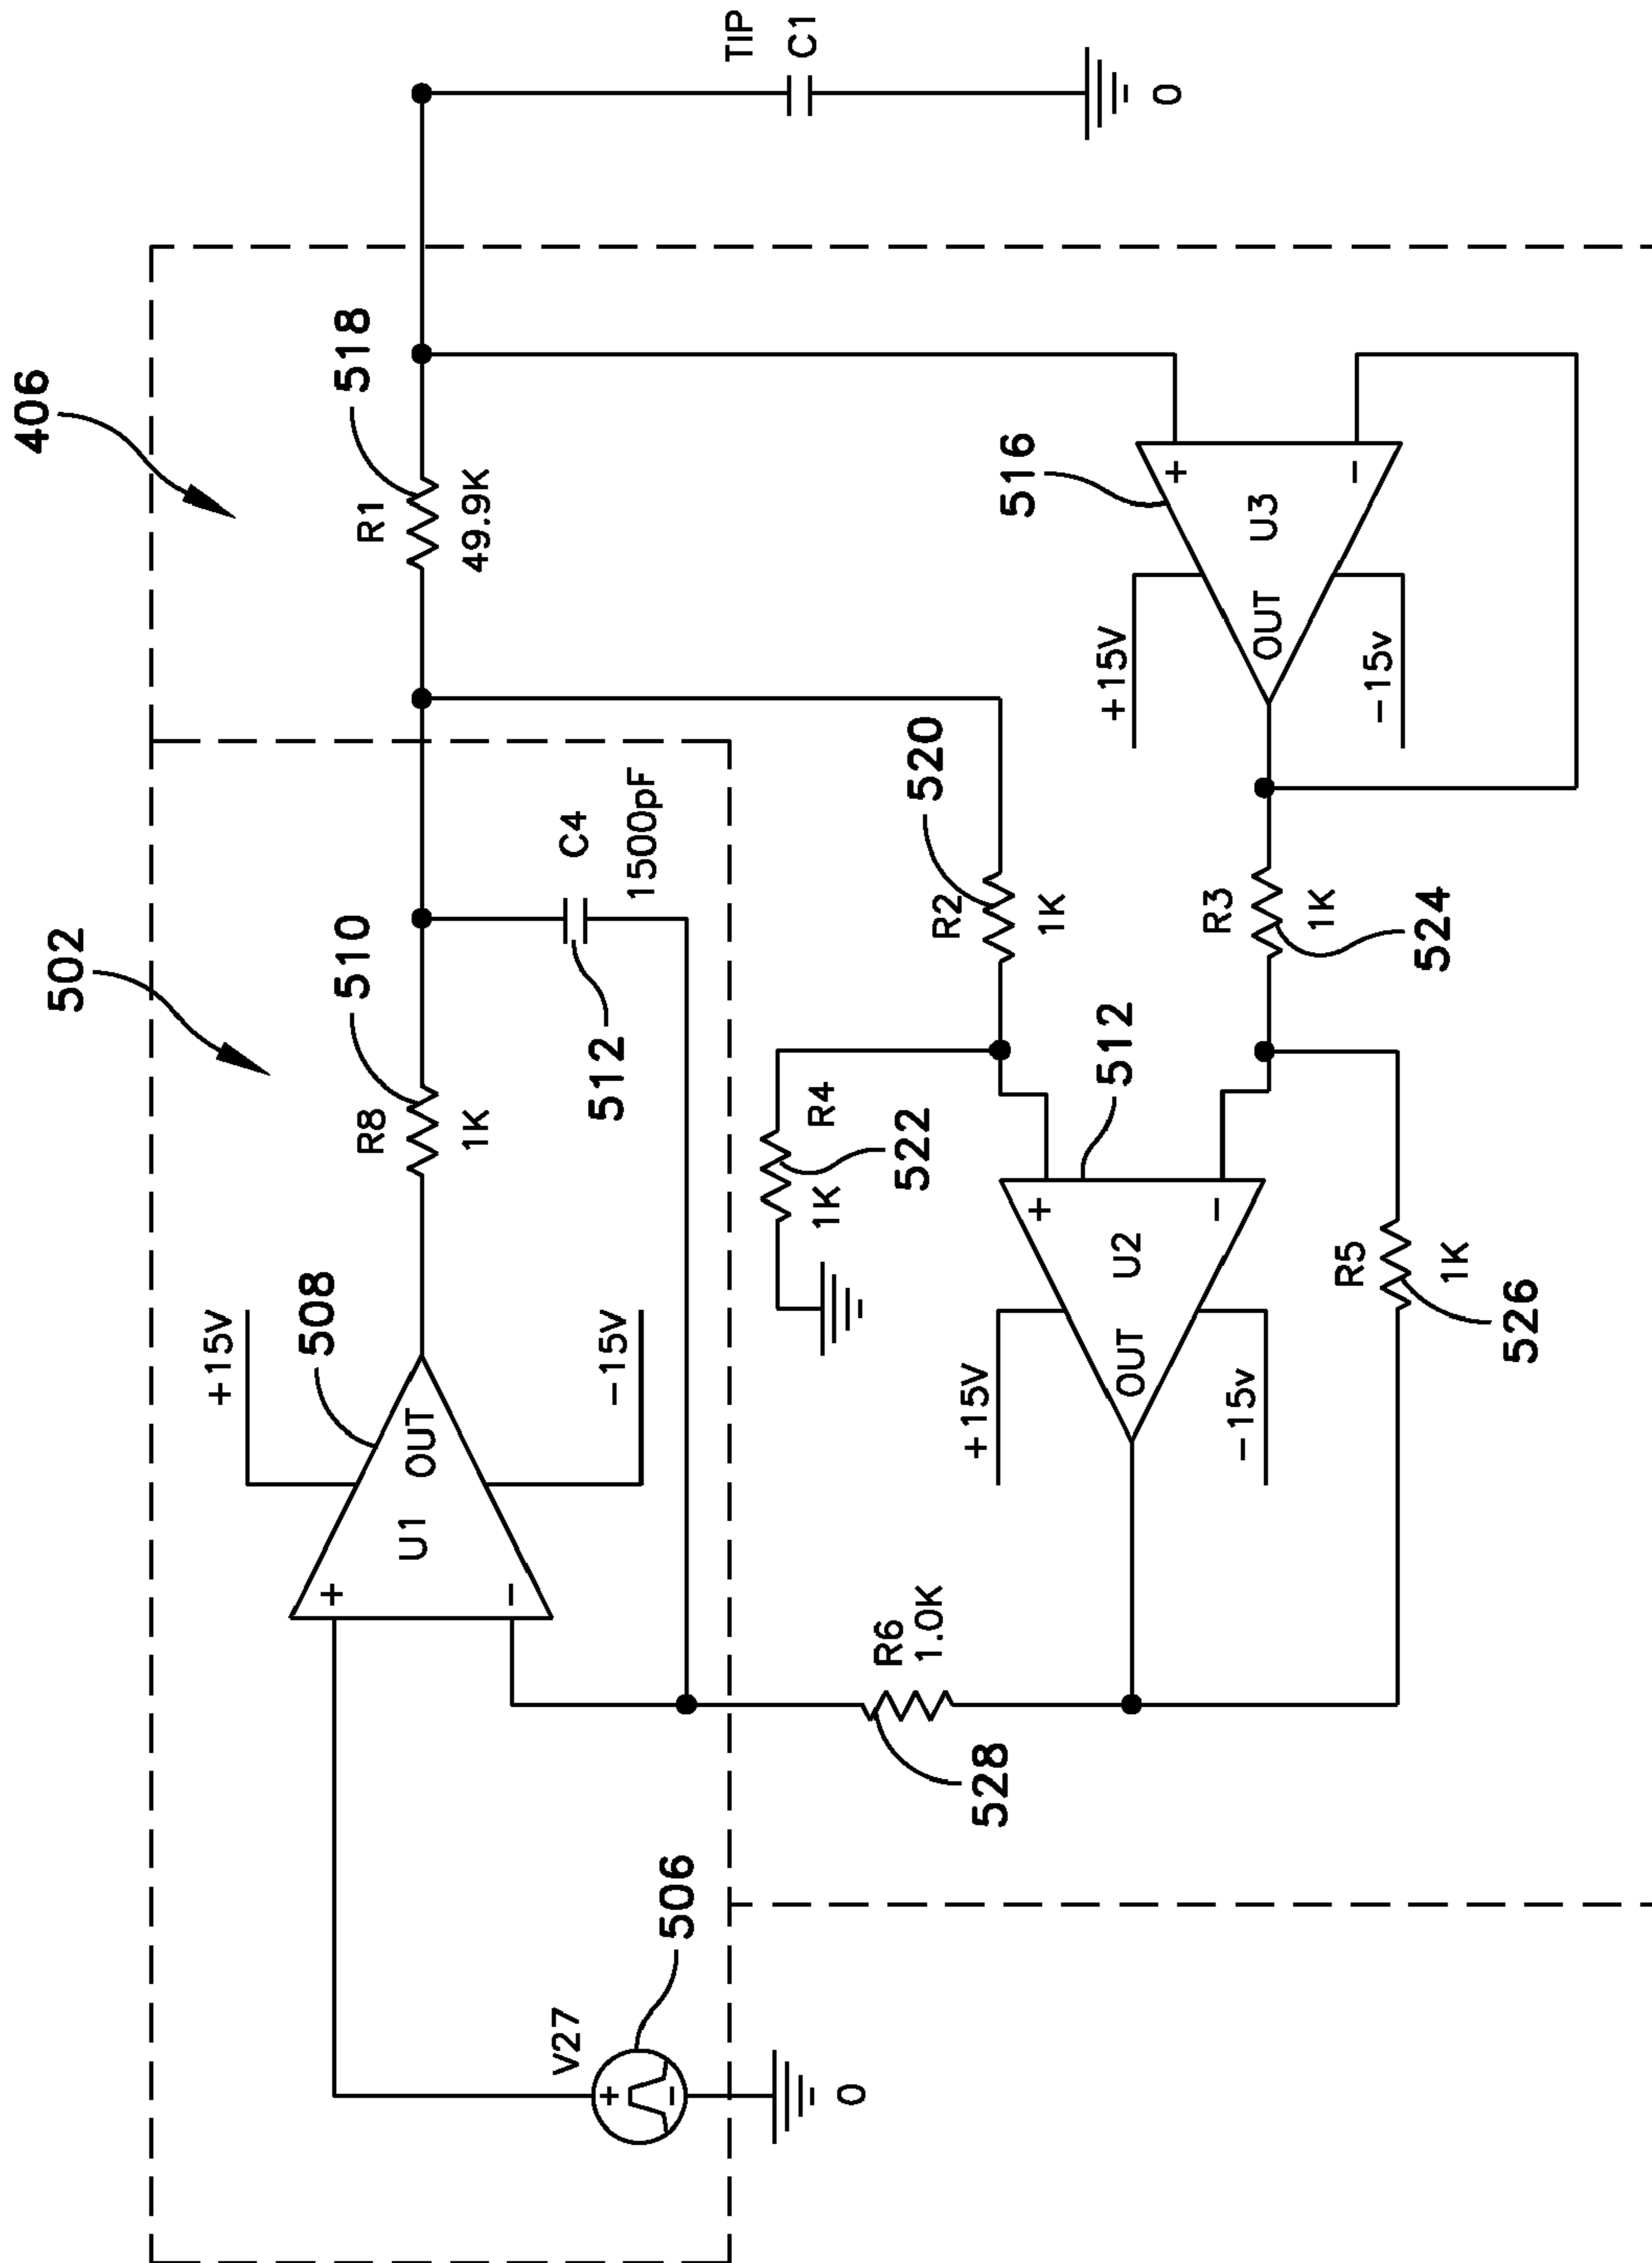 406
502
518
R1
49.9K
TIP
C1
0
510
R8
1K
C4
1500pF
512
508
+15V
U1
OUT
+
−
−15V
V27
+
−
506
0
520
R2
1K
516
+
U3
−
OUT
+15V
−15v
R4
522
1K
512
+
U2
−
OUT
+15v
−15v
R3
1K
524
R5
1K
526
R6
1.0K
528